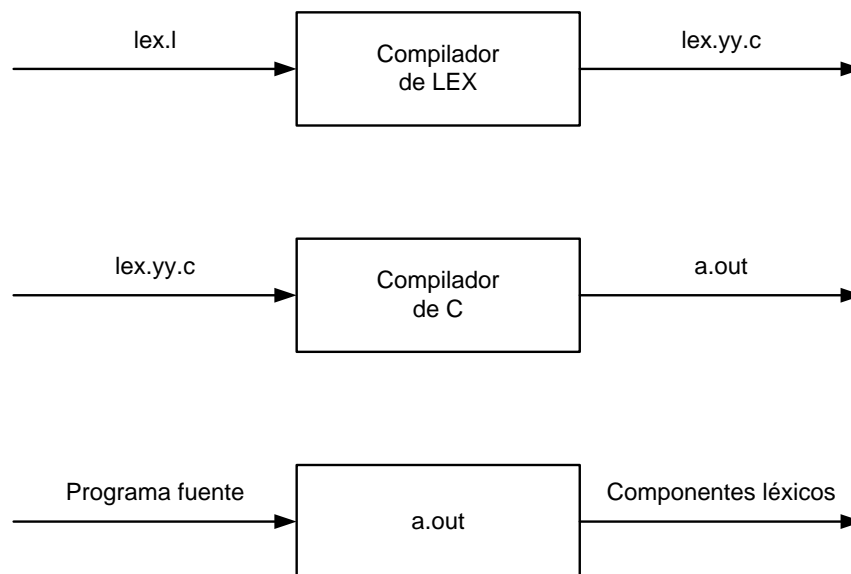 lex.l
Compilador
de LEX
lex.yy.c
lex.yy.c
Compilador
de C
a.out
Programa fuente
a.out
Componentes léxicos